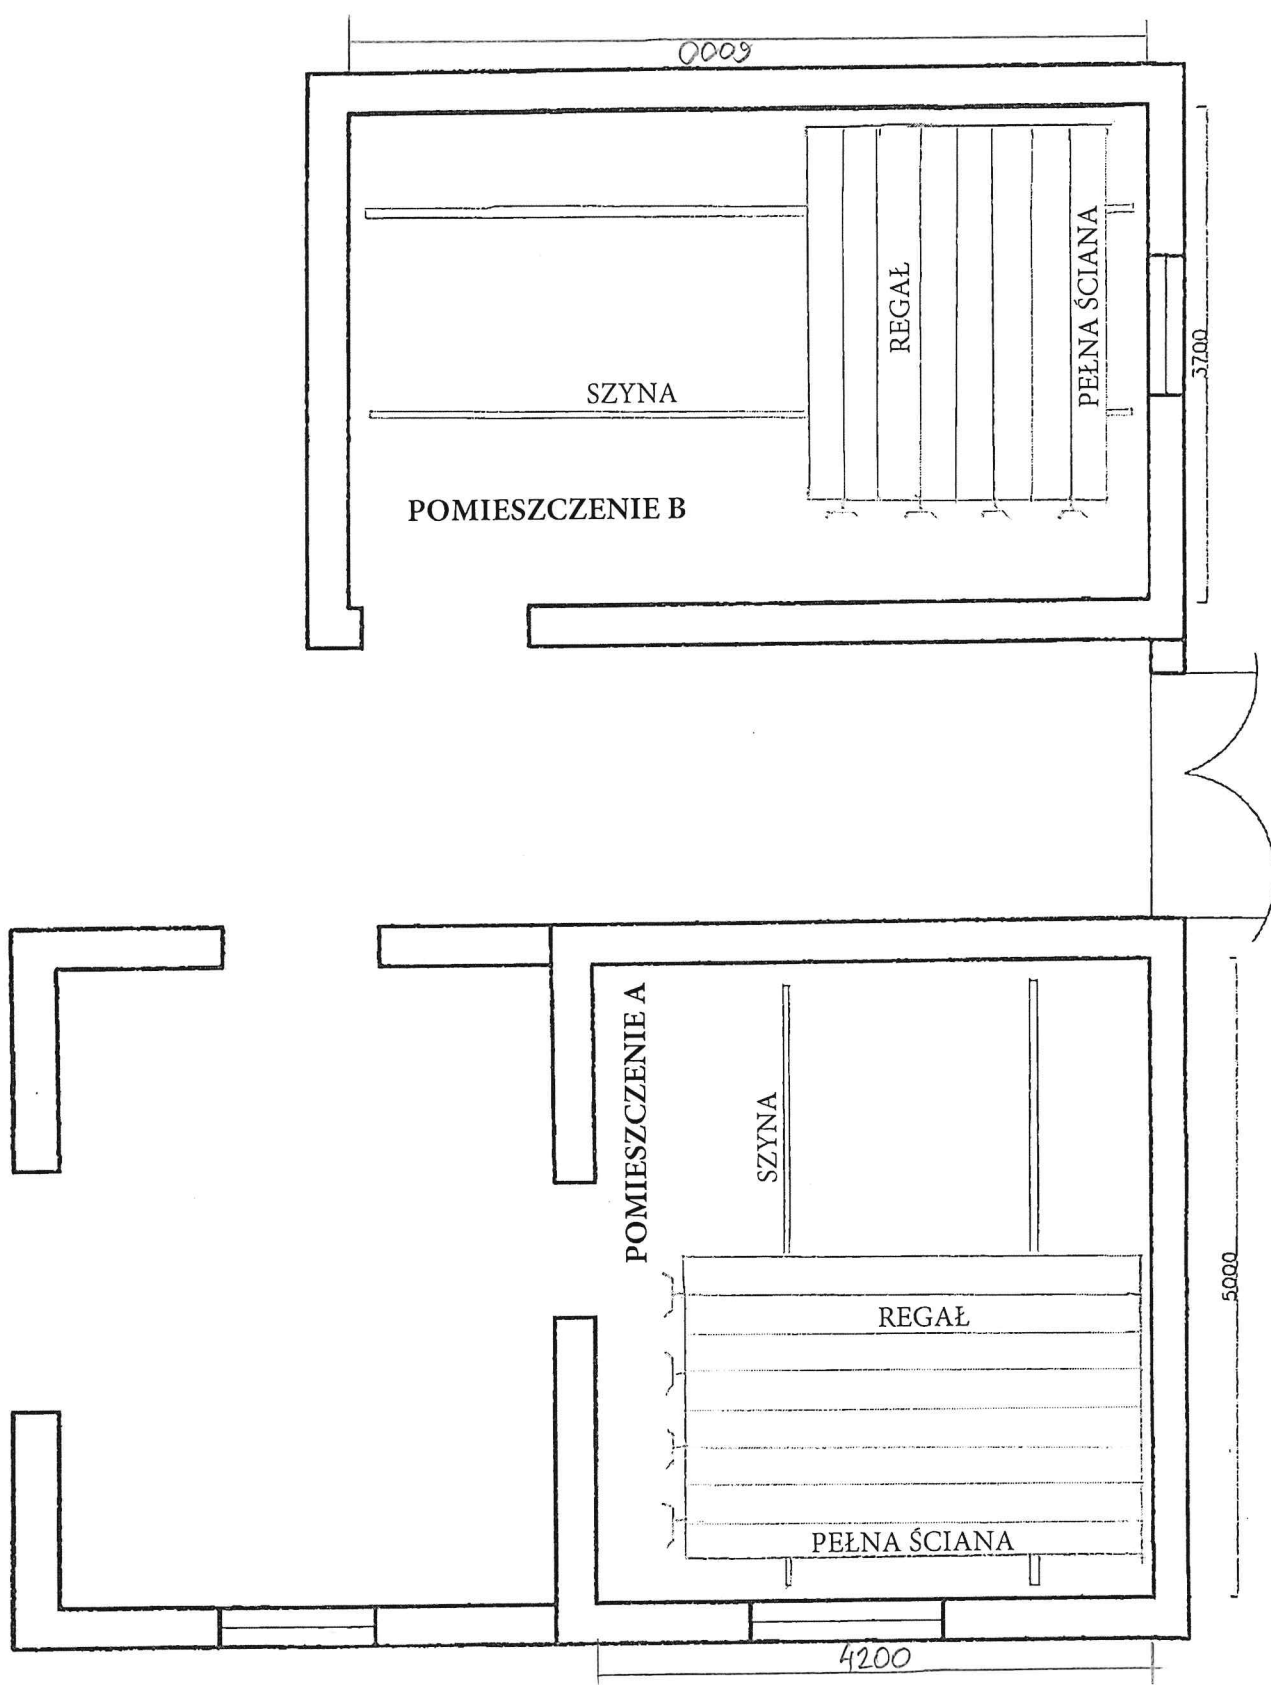 6000
REGAŁ
PEŁNA ŚCIANA
3700
SZYNA
POMIESZCZENIE B
POMIESZCZENIE A
SZYNA
5000
REGAŁ
PEŁNA ŚCIANA
4200